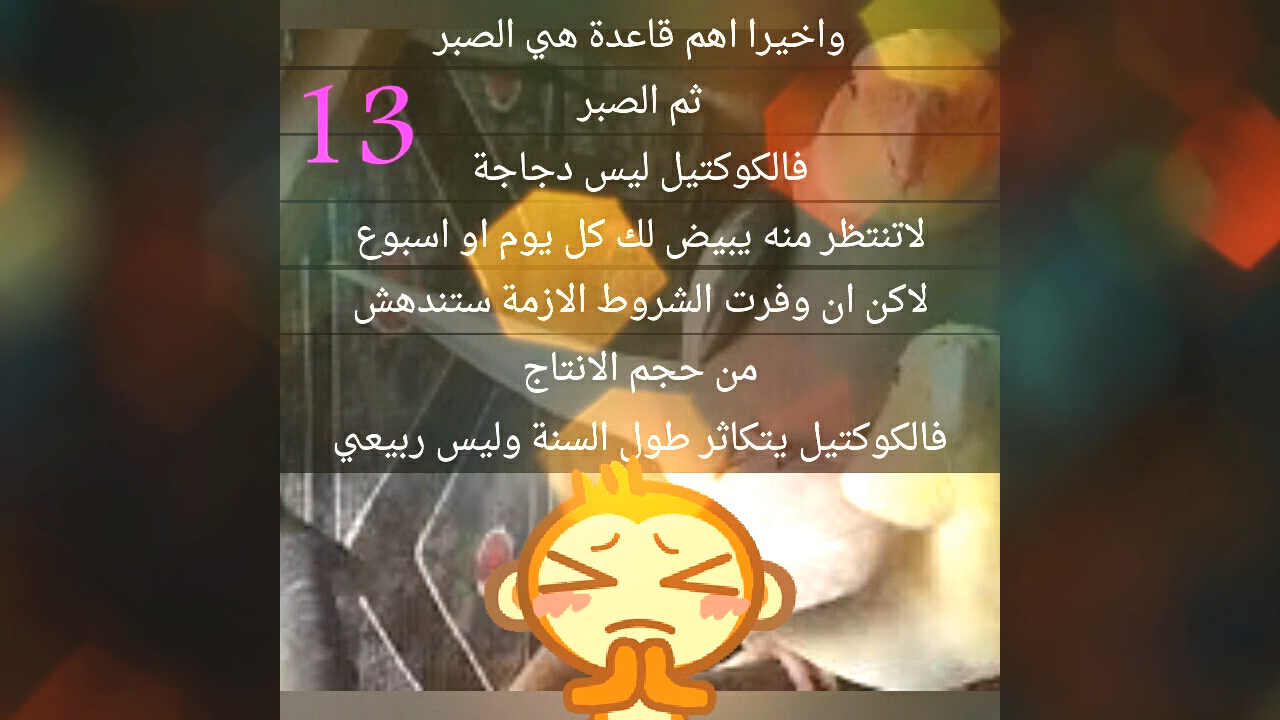 واخيرا اهم قاعدة هي الصبر
ثم الصبر
13
فالكوكتيل ليس دجاجة
لاتنتظر منه يبيض لك كل يوم او اسبوع
لاكن ان وفرت الشروط الازمة ستندهش
من حجم الانتاج
فالكوكتيل يتكاثر طول السنة وليس ربيعي